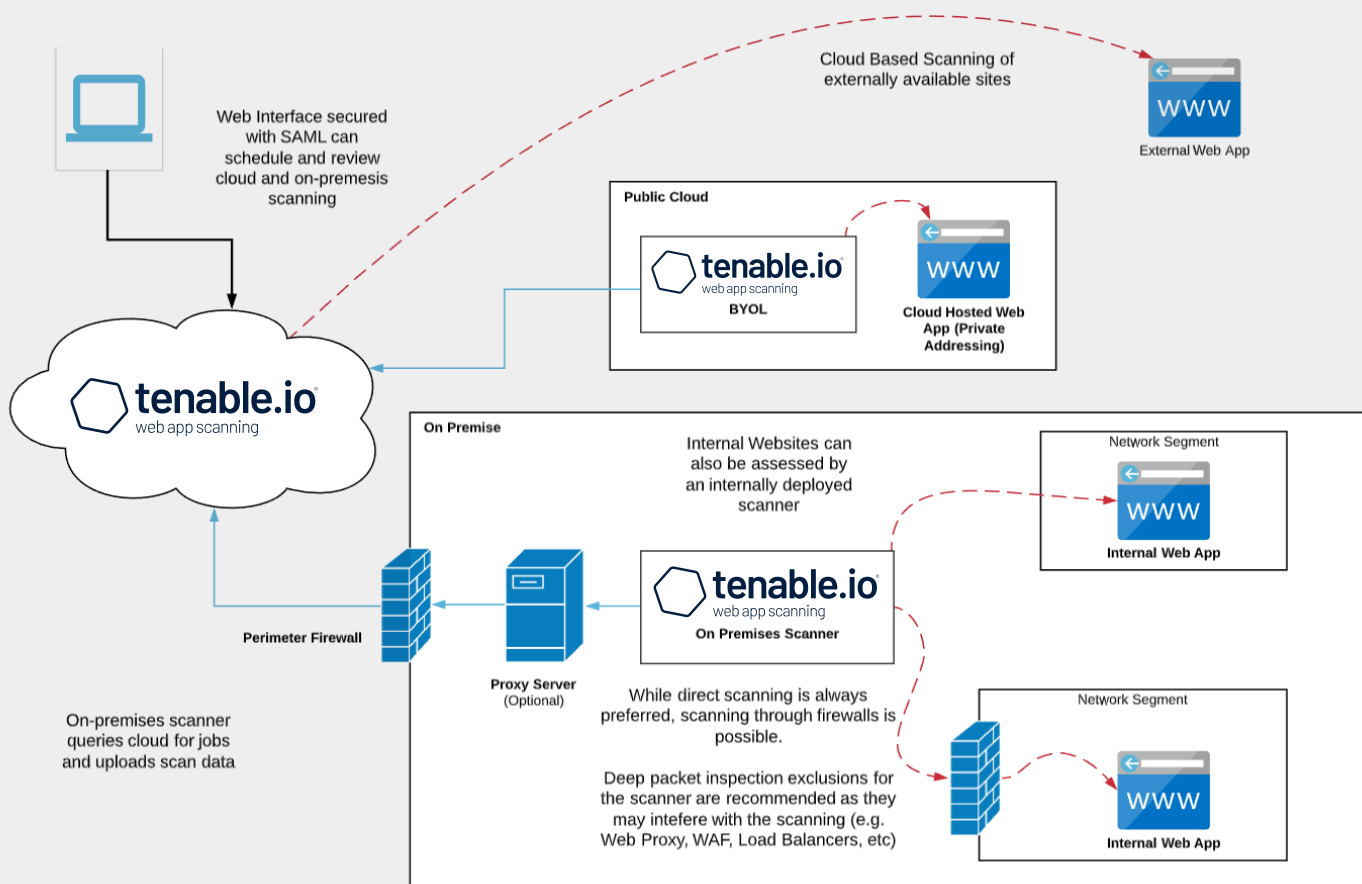 Cloud Based Scanning of
externally available sites
WWW
External Web App
Web Interface secured
with SAML can
schedule and review
cloud and on-premesis
scanning
Public Cloud
tenable.io
web app scanning
BYOL
WWW
Cloud Hosted Web
App (Private
Addressing)
tenable.io
web app scanning
On Premise
Internal Websites can
also be assessed by
an internally deployed
scanner
Network Segment
WWW
Internal Web App
tenable.io
web app scanning
On Premises Scanner
Perimeter Firewall
Proxy Server
(Optional)
While direct scanning is always
preferred, scanning through firewalls is
possible.
Deep packet inspection exclusions for
the scanner are recommended as they
may intefere with the scanning (e.g.
Web Proxy, WAF, Load Balancers, etc)
Network Segment
WWW
Internal Web App
On-premises scanner
queries cloud for jobs
and uploads scan data